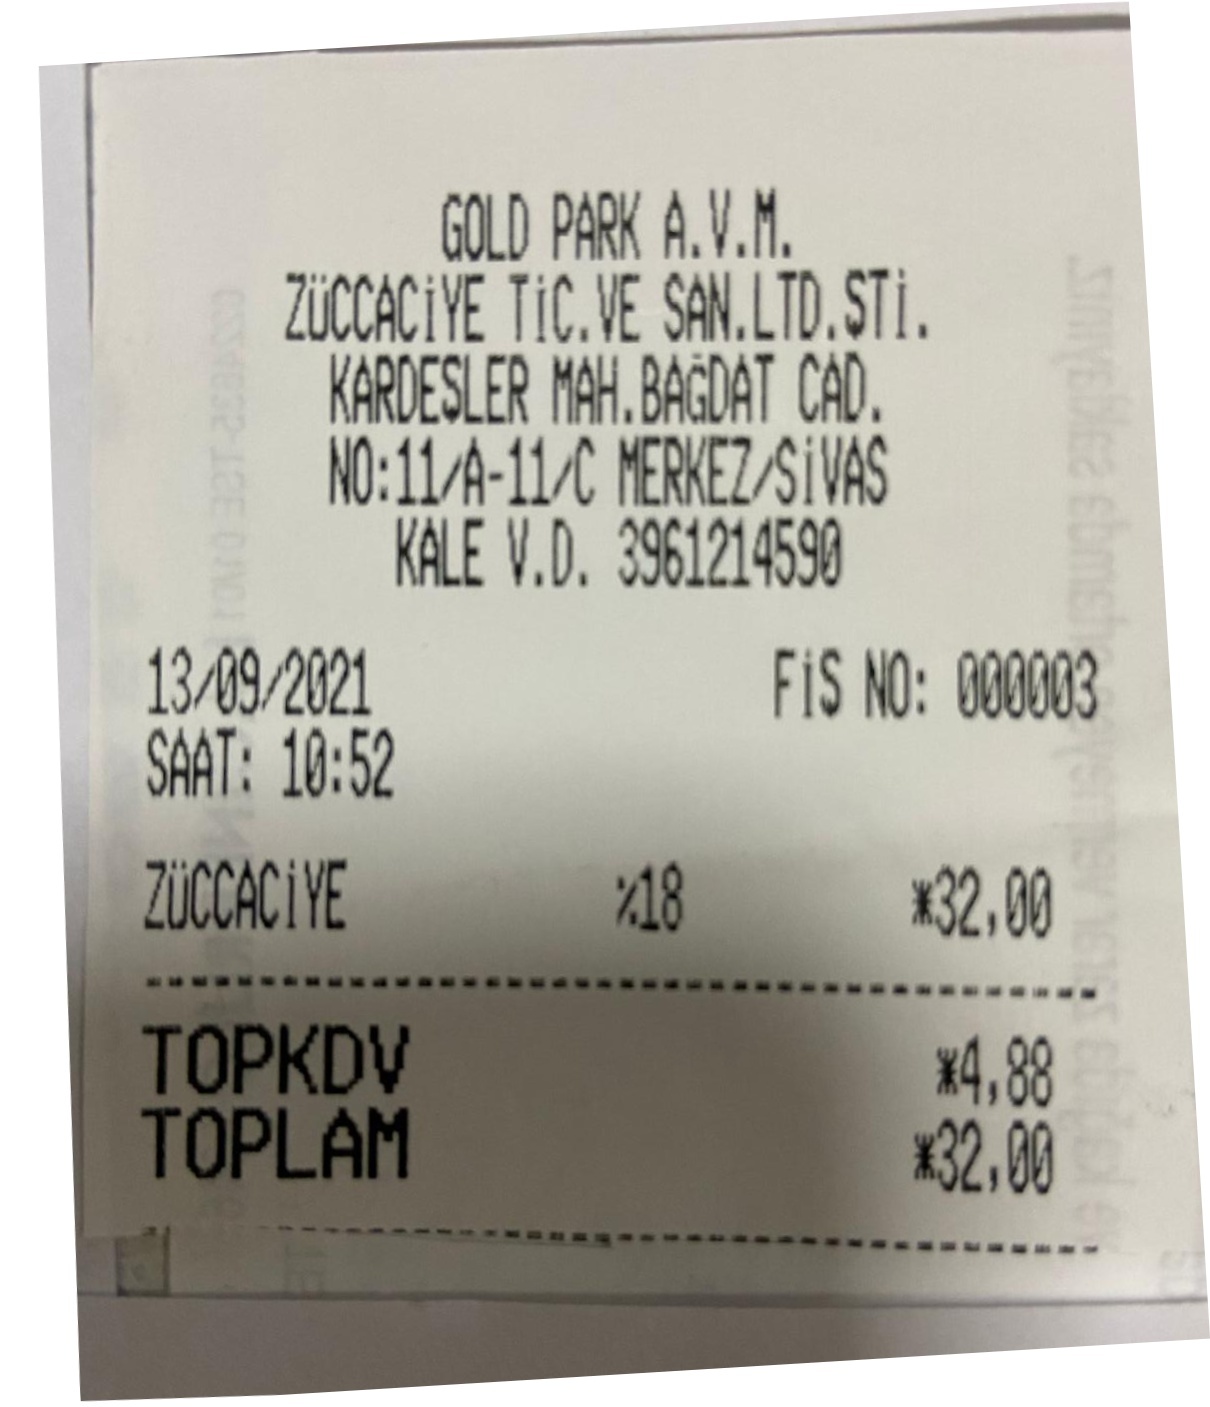 GOLD PARK A.V.M.
ZÜCCACİYE TİC.VE SAN.LTD.ŞTİ.
KARDEŞLER MAH.BAĞDAT CAD.
NO:11/A-11/C MERKEZ/SİVAS
KALE V.D. 3961214590
13/09/2021 FİŞ NO: 000003
SAAT: 10:52
ZÜCCACİYE %18 *32,00
TOPKDV *4,88
TOPLAM *32,00